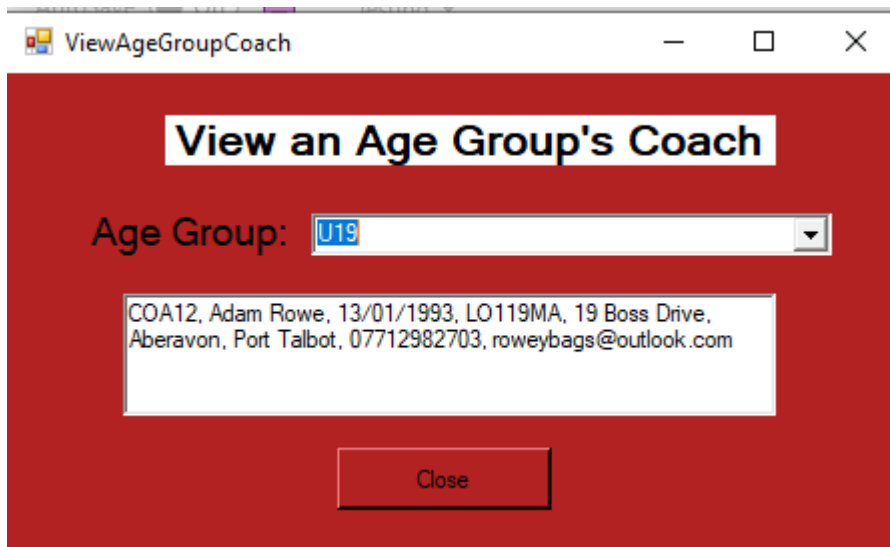 ViewAgeGroupCoach
View an Age Group's Coach
Age Group: U19
COA12, Adam Rowe, 13/01/1993, LO119MA, 19 Boss Drive,
Aberavon, Port Talbot, 07712982703, roweybags@outlook.com
Close